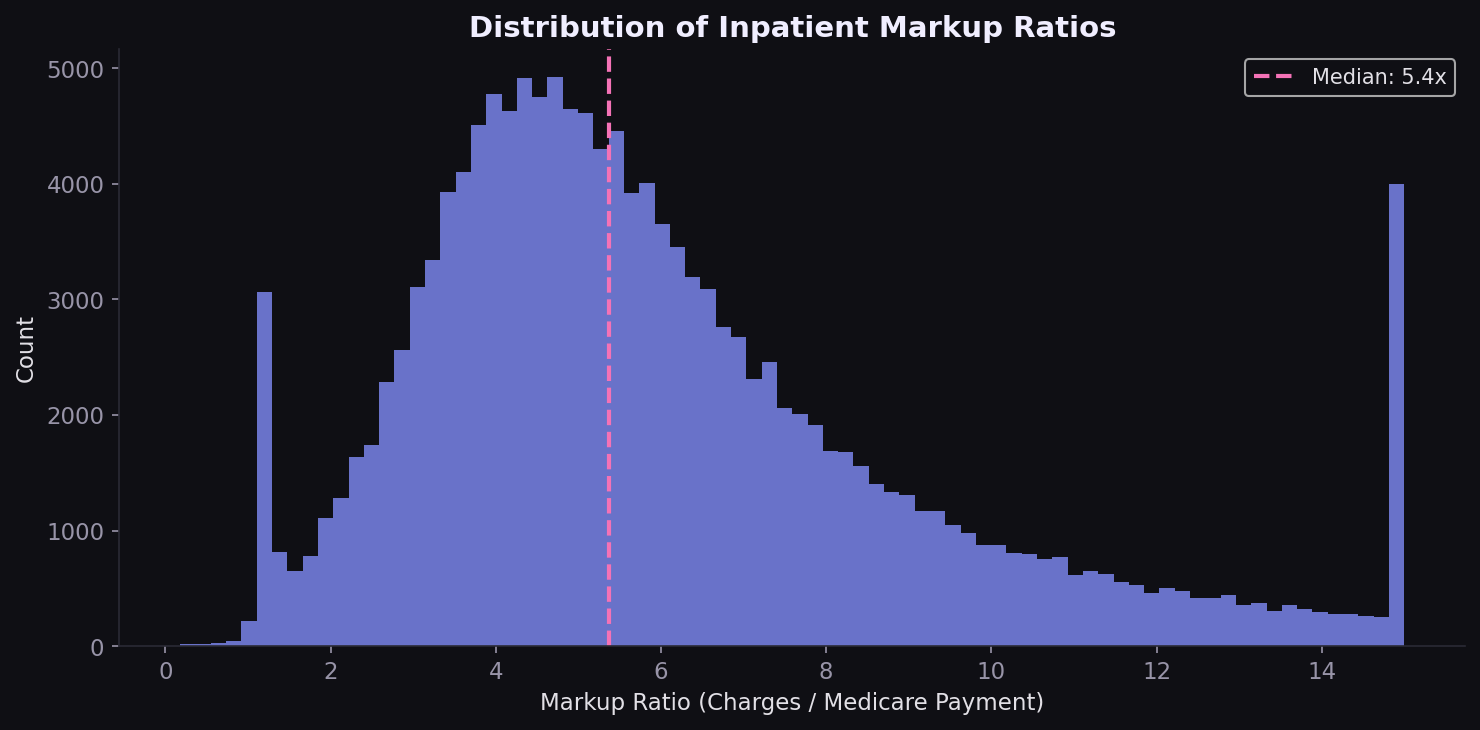 Distribution of Inpatient Markup Ratios
Median: 5.4x
5000
4000
3000
2000
1000
0
Count
0 2 4 6 8 10 12 14
Markup Ratio (Charges / Medicare Payment)